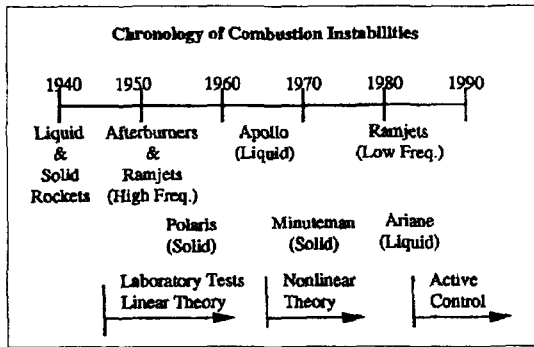 Chronology of Combustion Instabilities
1940 1950 1960 1970 1980 1990
Liquid Afterburners Apollo Ramjets
& & (Liquid) (Low Freq.)
Solid Ramjets
Rockets (High Freq.)
Polaris Minuteman Ariane
(Solid) (Solid) (Liquid)
Laboratory Tests Nonlinear Active
Linear Theory Theory Control